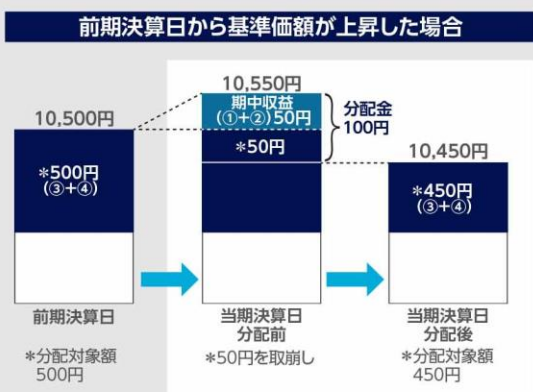 前期決算日から基準価額が上昇した場合
10,550円
期中収益
(①+②)50円
分配金
100円
10,500円
*50円
10,450円
*500円
(③+④)
*450円
(③+④)
前期決算日
当期決算日
分配前
当期決算日
分配後
*分配対象額
500円
*50円を取崩し
*分配対象額
450円